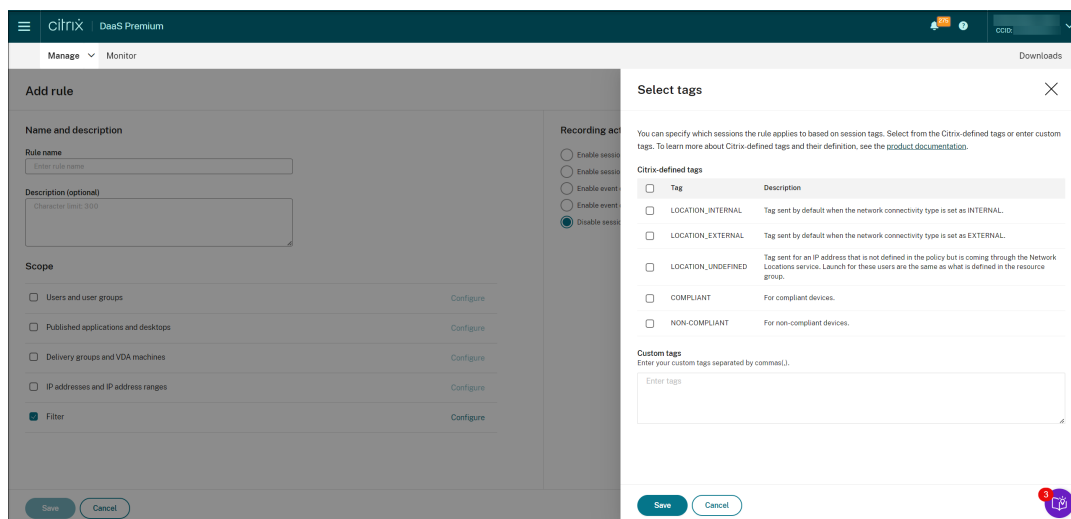 citrix DaaS Premium
275
?
CCID:
Manage Monitor Downloads
Add rule
Name and description
Rule name
Enter rule name
Description (optional)
Character limit: 350
Scope
Users and user groups Configure
Published applications and desktops Configure
Delivery groups and VDA machines Configure
IP addresses and IP address ranges Configure
Filter Configure
Save Cancel
Recording act
Enable sessio
Enable sessio
Enable event
Enable event
Disable sessi
Select tags
You can specify which sessions the rule applies to based on session tags. Select from the Citrix-defined tags or enter custom
tags. To learn more about Citrix-defined tags and their definition, see the product documentation.
Citrix-defined tags
Tag Description
LOCATION_INTERNAL Tag sent by default when the network connectivity type is set as INTERNAL.
LOCATION_EXTERNAL Tag sent by default when the network connectivity type is set as EXTERNAL.
LOCATION_UNDEFINED Tag sent for an IP address that is not defined in the policy but is coming through the Network
Locations service. Launch for these users are the same as what is defined in the resource
group.
COMPLIANT For compliant devices.
NON-COMPLIANT For non-compliant devices.
Custom tags
Enter your custom tags separated by commas(,).
Enter tags
Save Cancel
3